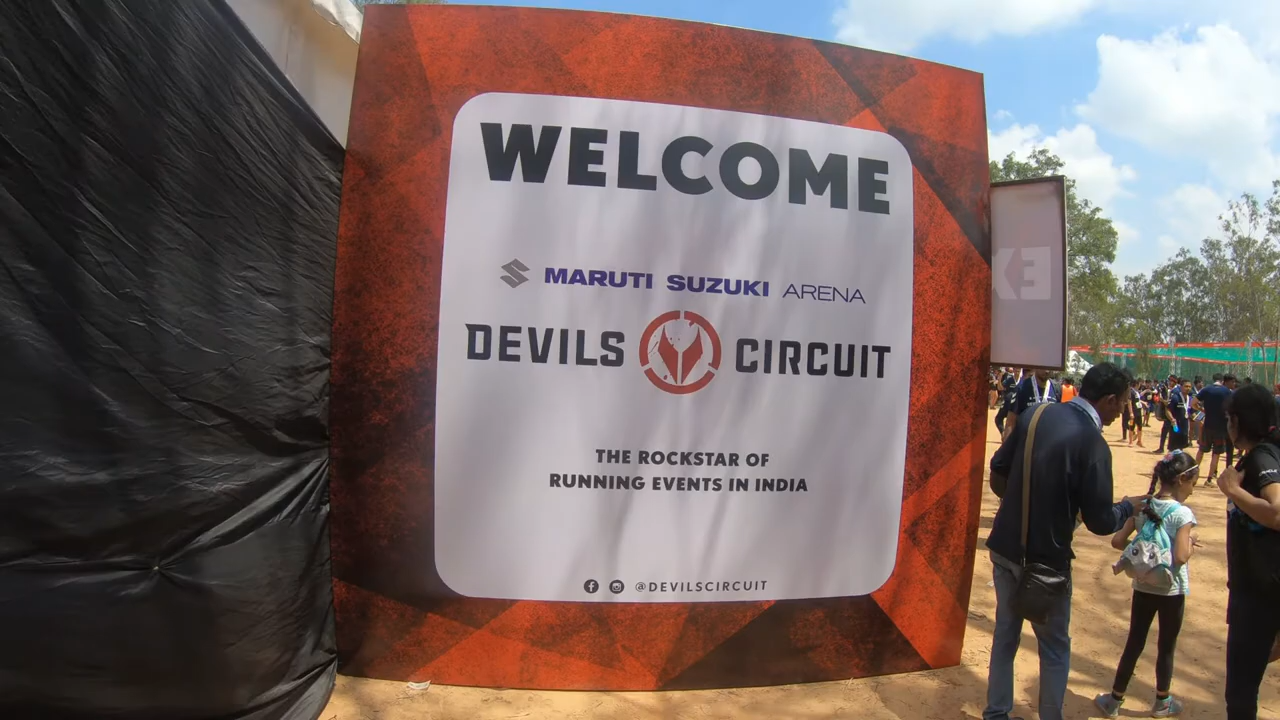 WELCOME
MARUTI SUZUKI ARENA
DEVILS CIRCUIT
THE ROCKSTAR OF
RUNNING EVENTS IN INDIA
@DEVILSCIRCUIT